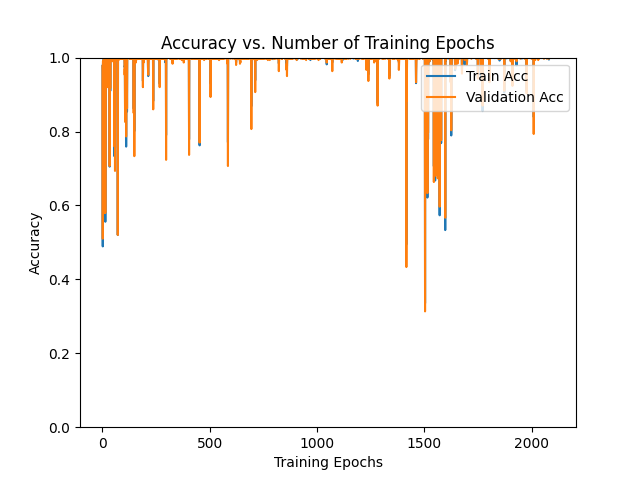 Accuracy vs. Number of Training Epochs
1.0
0.8
0.6
0.4
0.2
0.0
Accuracy
Train Acc
Validation Acc
0
500
1000
1500
2000
Training Epochs